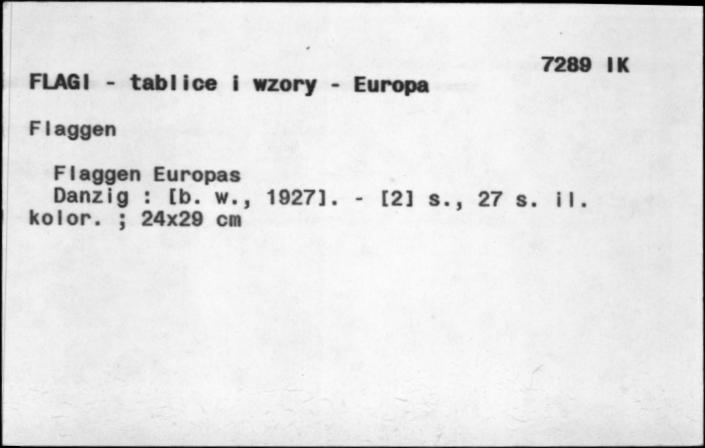 7289 IK
FLAGI - tablice i wzory - Europa
Flaggen
Flaggen Europas
Danzig : [b. w., 1927]. - [2] s., 27 s. il.
kolor. ; 24x29 cm